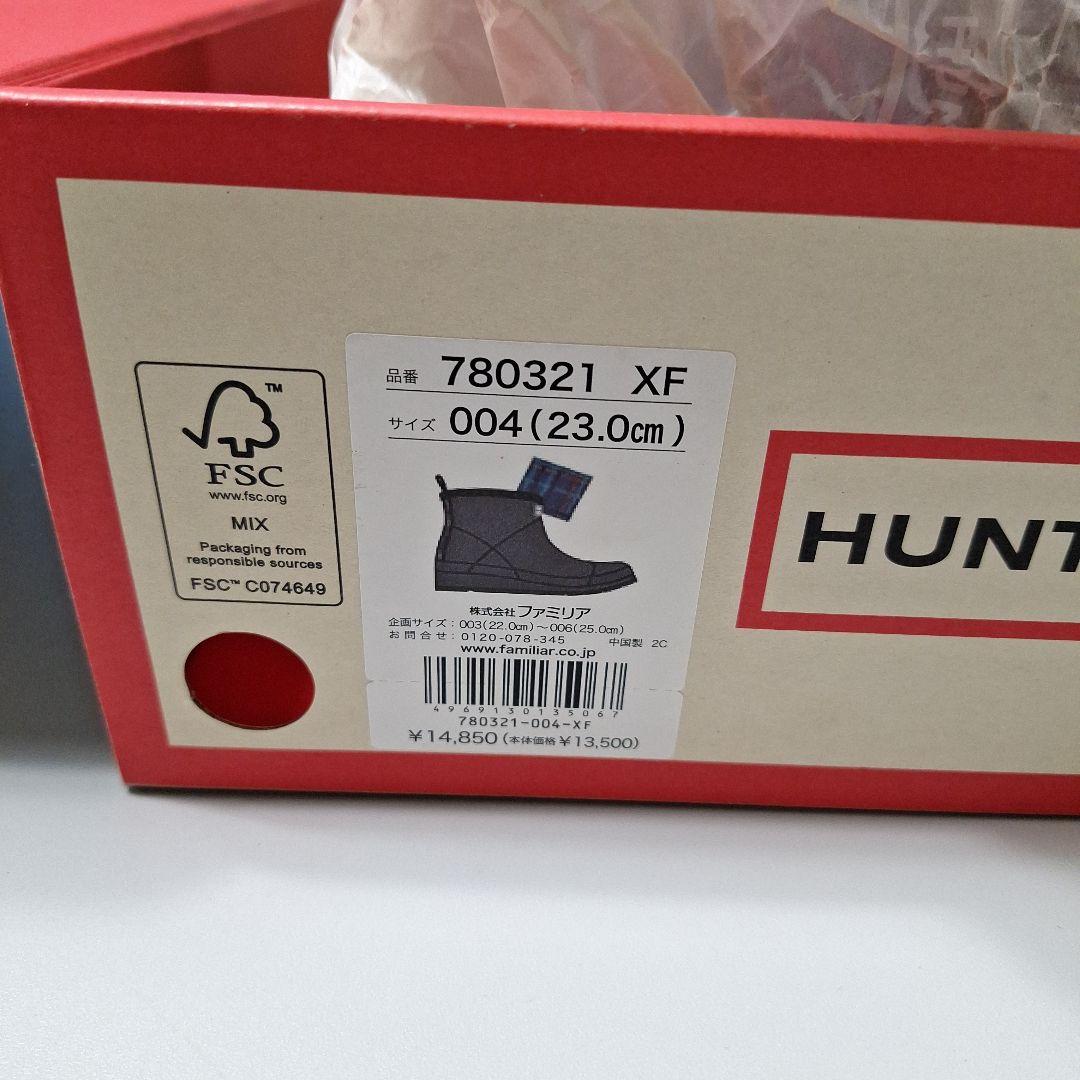 FSC™
www.fsc.org
MIX
Packaging from
responsible sources
FSC™ C074649
品番 780321 XF
サイズ 004(23.0cm)
株式会社ファミリア
企画サイズ：003(22.0cm)～006(25.0cm)
お問合せ：0120-078-345 中国製 2C
www.familiar.co.jp
4969130135067
780321-004-XF
¥14,850(本体価格¥13,500)
HUNT